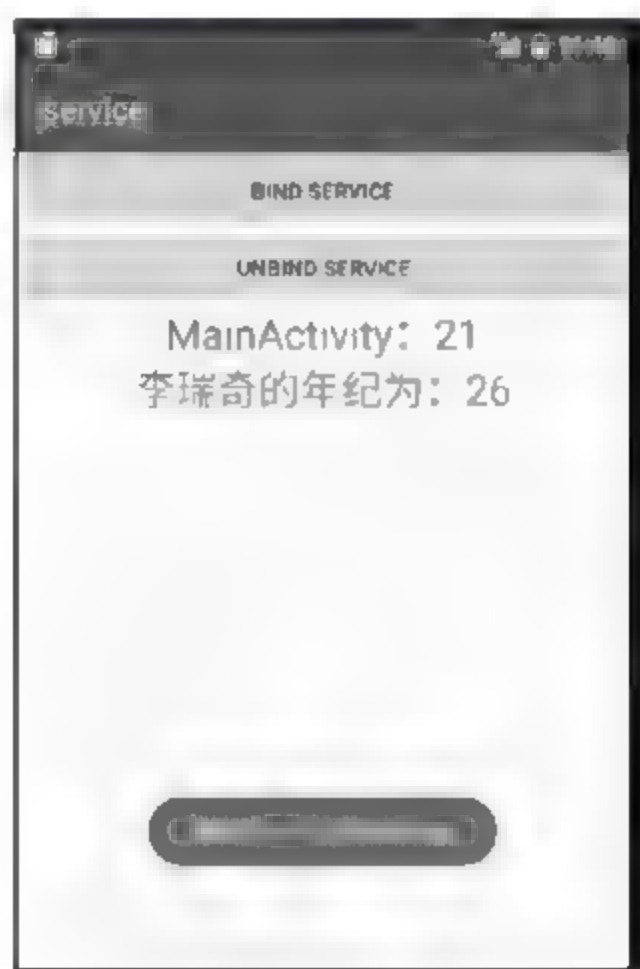 Service
BIND SERVICE
UNBIND SERVICE
MainActivity：21
李瑞奇的年纪为：26